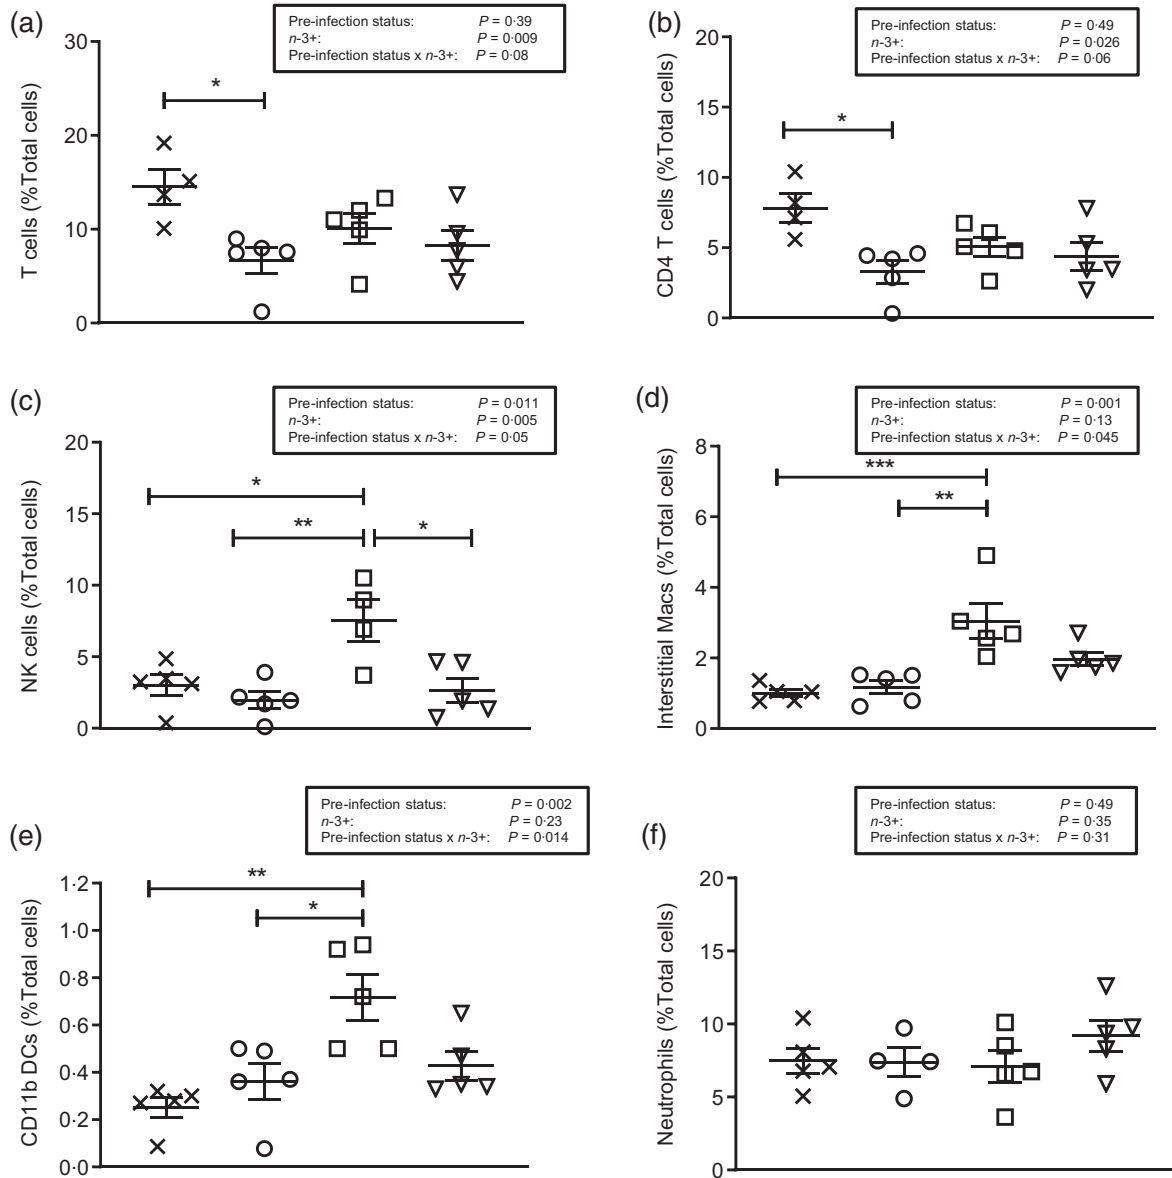 (a)
Pre-infection status: P = 0·39
n-3+: P = 0·009
Pre-infection status x n-3+: P = 0·08
T cells (%Total cells)
30
20
10
0
*
(b)
Pre-infection status: P = 0·49
n-3+: P = 0·026
Pre-infection status x n-3+: P = 0·06
CD4 T cells (%Total cells)
20
15
10
5
0
*
(c)
Pre-infection status: P = 0·011
n-3+: P = 0·005
Pre-infection status x n-3+: P = 0·05
NK cells (%Total cells)
20
15
10
5
0
*
** *
(d)
Pre-infection status: P = 0·001
n-3+: P = 0·13
Pre-infection status x n-3+: P = 0·045
Interstitial Macs (%Total cells)
8
6
4
2
0
***
**
(e)
Pre-infection status: P = 0·002
n-3+: P = 0·23
Pre-infection status x n-3+: P = 0·014
CD11b DCs (%Total cells)
1·2
1·0
0·8
0·6
0·4
0·2
0·0
**
*
(f)
Pre-infection status: P = 0·49
n-3+: P = 0·35
Pre-infection status x n-3+: P = 0·31
Neutrophils (%Total cells)
20
15
10
5
0